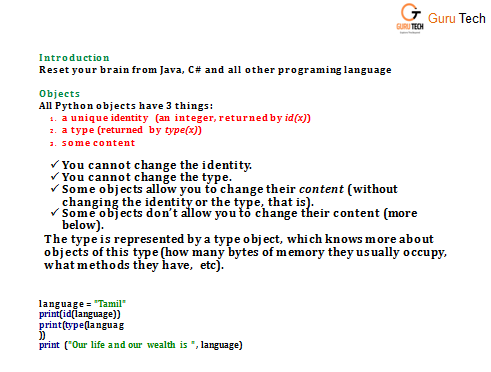 GURU TECH
Guru Tech
Introduction
Reset your brain from Java, C# and all other programing language
Objects
All Python objects have 3 things:
1. a unique identity (an integer, returned by id(x))
2. a type (returned by type(x))
3. some content
✓ You cannot change the identity.
✓ You cannot change the type.
✓ Some objects allow you to change their content (without
changing the identity or the type, that is).
✓ Some objects don't allow you to change their content (more
below).
The type is represented by a type object, which knows more about
objects of this type (how many bytes of memory they usually occupy,
what methods they have, etc).
language = "Tamil"
print(id(language))
print(type(languag
))
print ("Our life and our wealth is ", language)